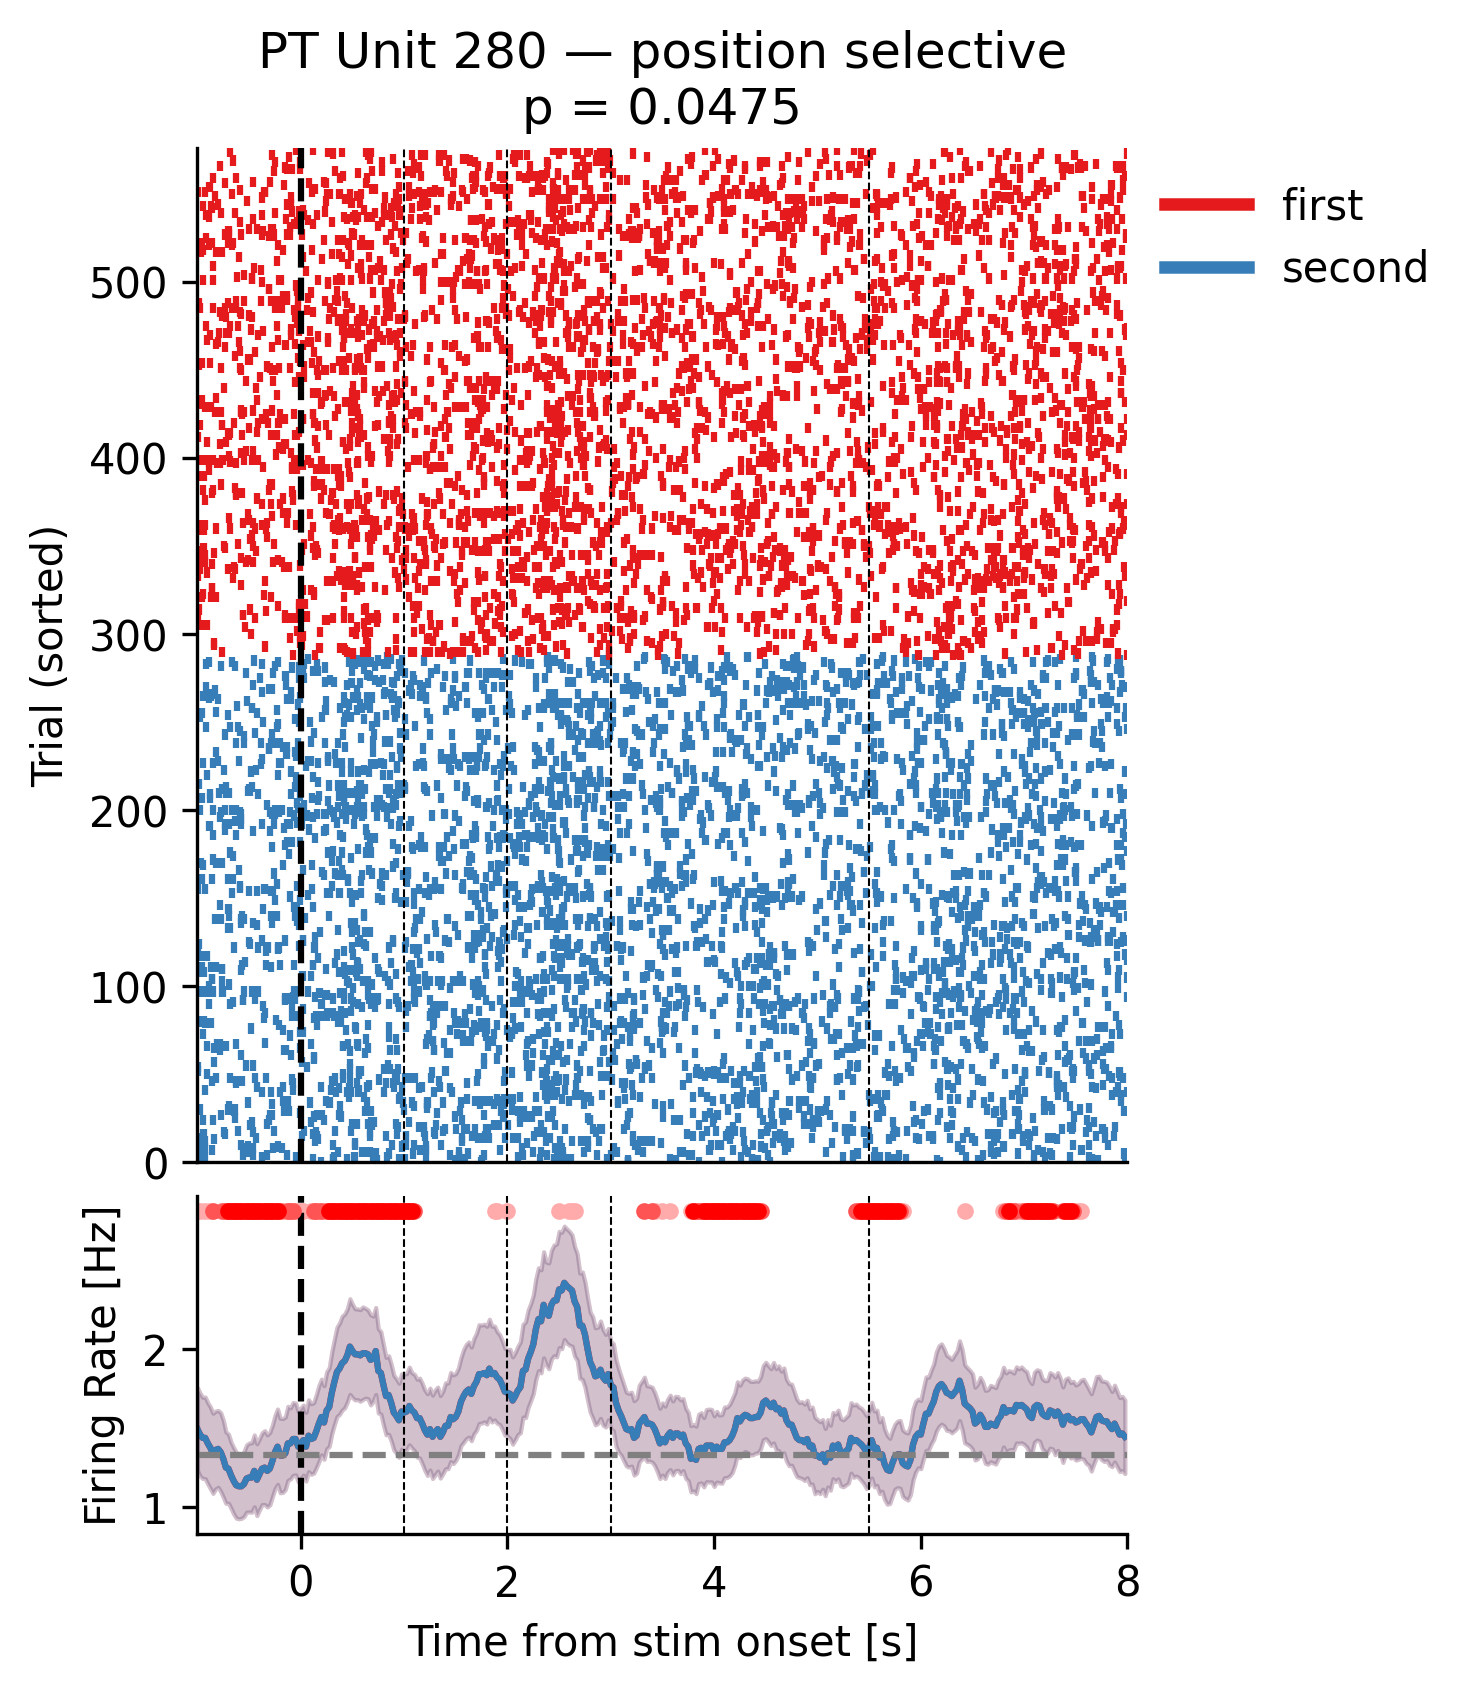 PT Unit 280 — position selective
p = 0.0475
first
second
Trial (sorted)
500
400
300
200
100
0
Firing Rate [Hz]
2
1
0 2 4 6 8
Time from stim onset [s]